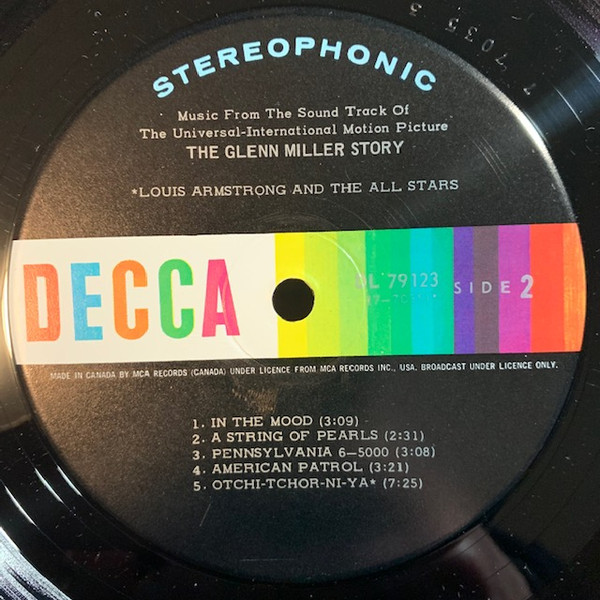 STEREOPHONIC
Music From The Sound Track Of
The Universal-International Motion Picture
THE GLENN MILLER STORY
*LOUIS ARMSTRONG AND THE ALL STARS
DECCA
DL 79123
SIDE 2
MADE IN CANADA BY MCA RECORDS (CANADA) UNDER LICENCE FROM MCA RECORDS INC., USA. BROADCAST UNDER LICENCE ONLY.
1. IN THE MOOD (3:09)
2. A STRING OF PEARLS (2:31)
3. PENNSYLVANIA 6-5000 (3:08)
4. AMERICAN PATROL (3:21)
5. OTCHI-TCHOR-NI-YA* (7:25)